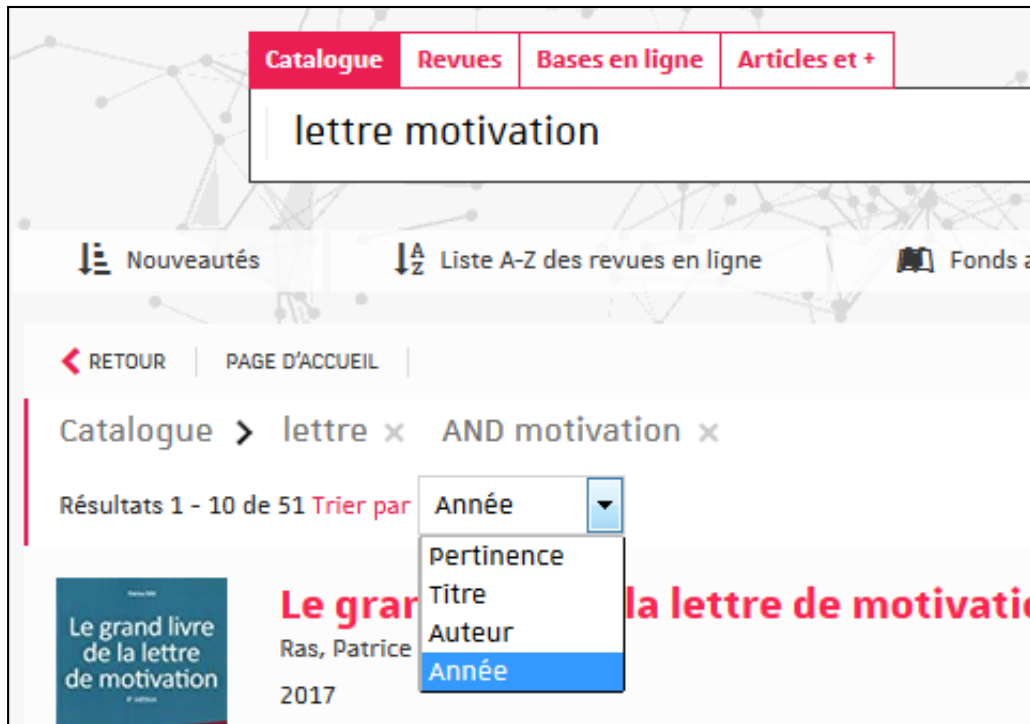 Catalogue Revues Bases en ligne Articles et +
lettre motivation
Nouveautés A Z Liste A-Z des revues en ligne Fonds a
RETOUR PAGE D'ACCUEIL
Catalogue > lettre × AND motivation ×
Résultats 1 - 10 de 51 Trier par Année
Pertinence
Titre
Auteur
Année
Le grand livre
de la lettre
de motivation
Le gra la lettre de motivati
Ras, Patrice
2017